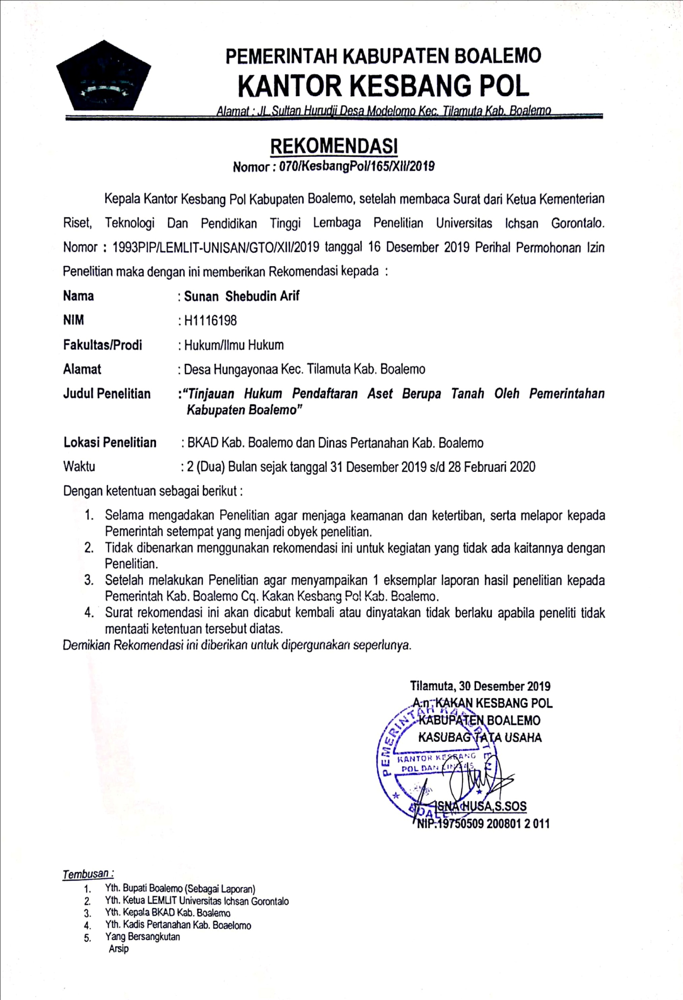 PEMERINTAH KABUPATEN BOALEMO
KANTOR KESBANG POL
Alamat : Jl. Sultan Hurudji Desa Modelomo Kec. Tilamuta Kab. Boalemo
REKOMENDASI
Nomor : 070/KesbangPol/165/XII/2019
Kepala Kantor Kesbang Pol Kabupaten Boalemo, setelah membaca Surat dari Ketua Kementerian
Riset, Teknologi Dan Pendidikan Tinggi Lembaga Penelitian Universitas Ichsan Gorontalo.
Nomor : 1993PIP/LEMLIT-UNISAN/GTO/XII/2019 tanggal 16 Desember 2019 Perihal Permohonan Izin
Penelitian maka dengan ini memberikan Rekomendasi kepada :
Nama : Sunan Shebudin Arif
NIM : H1116198
Fakultas/Prodi : Hukum/Ilmu Hukum
Alamat : Desa Hungayonaa Kec. Tilamuta Kab. Boalemo
Judul Penelitian :“Tinjauan Hukum Pendaftaran Aset Berupa Tanah Oleh Pemerintahan
Kabupaten Boalemo”
Lokasi Penelitian : BKAD Kab. Boalemo dan Dinas Pertanahan Kab. Boalemo
Waktu : 2 (Dua) Bulan sejak tanggal 31 Desember 2019 s/d 28 Februari 2020
Dengan ketentuan sebagai berikut :
1. Selama mengadakan Penelitian agar menjaga keamanan dan ketertiban, serta melapor kepada
Pemerintah setempat yang menjadi obyek penelitian.
2. Tidak dibenarkan menggunakan rekomendasi ini untuk kegiatan yang tidak ada kaitannya dengan
Penelitian.
3. Setelah melakukan Penelitian agar menyampaikan 1 eksemplar laporan hasil penelitian kepada
Pemerintah Kab. Boalemo Cq. Kakan Kesbang Pol Kab. Boalemo.
4. Surat rekomendasi ini akan dicabut kembali atau dinyatakan tidak berlaku apabila peneliti tidak
mentaati ketentuan tersebut diatas.
Demikian Rekomendasi ini diberikan untuk dipergunakan seperlunya.
Tilamuta, 30 Desember 2019
A.n. KAKAN KESBANG POL
KABUPATEN BOALEMO
KASUBAG TATA USAHA
PEMERINTAH KABUPATEN
KANTOR KESBANG
POL DAN LINMAS
BOALEMO
ISNA HUSA,S.SOS
NIP.19750509 200801 2 011
Tembusan :
1. Yth. Bupati Boalemo (Sebagai Laporan)
2. Yth. Ketua LEMLIT Universitas Ichsan Gorontalo
3. Yth. Kepala BKAD Kab. Boalemo
4. Yth. Kadis Pertanahan Kab. Boaelomo
5. Yang Bersangkutan
Arsip